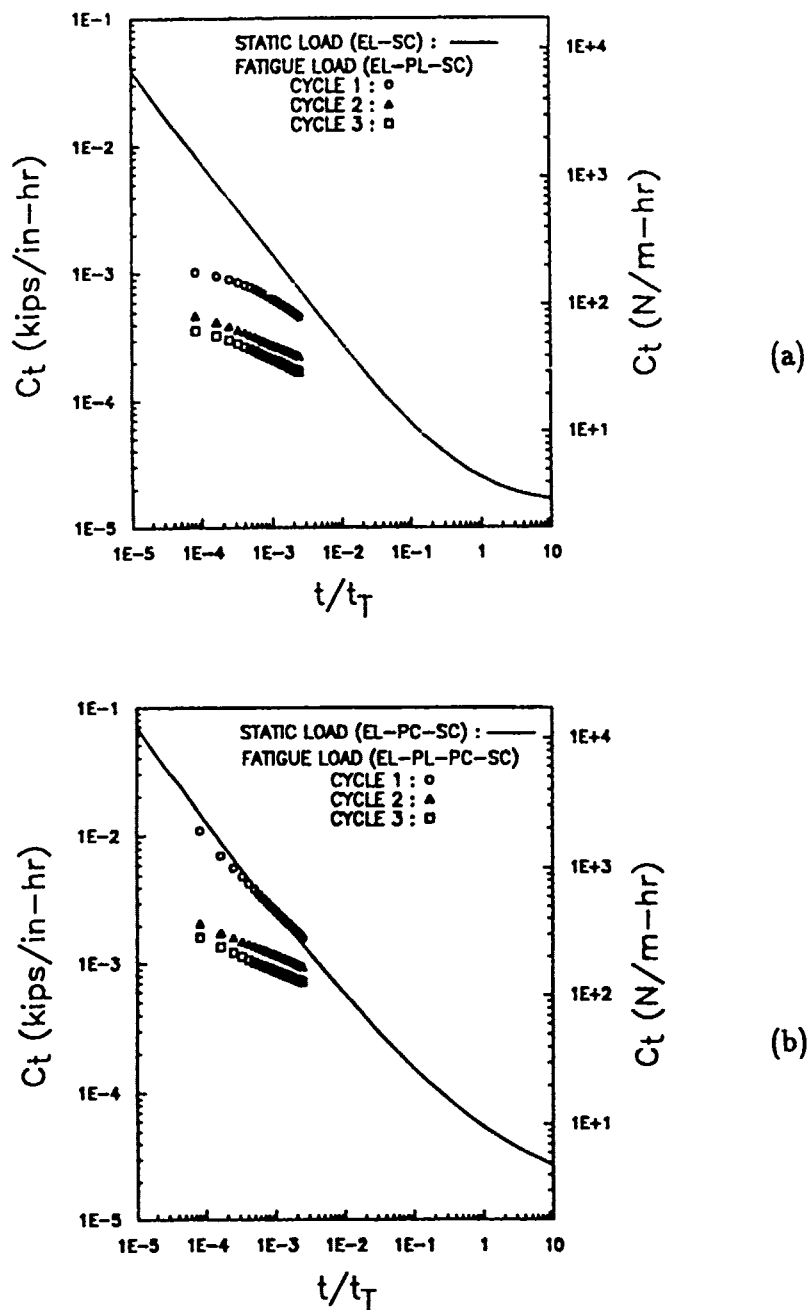 1E-1
1E-2
1E-3
1E-4
1E-5
Ct (kips/in-hr)
STATIC LOAD (EL-SC) :
FATIGUE LOAD (EL-PL-SC)
CYCLE 1 :
CYCLE 2 :
CYCLE 3 :
1E+4
1E+3
1E+2
1E+1
Ct (N/m-hr)
(a)
1E-5 1E-4 1E-3 1E-2 1E-1 1 10
t/tT
1E-1
1E-2
1E-3
1E-4
1E-5
Ct (kips/in-hr)
STATIC LOAD (EL-PC-SC) :
FATIGUE LOAD (EL-PL-PC-SC)
CYCLE 1 :
CYCLE 2 :
CYCLE 3 :
1E+4
1E+3
1E+2
1E+1
Ct (N/m-hr)
(b)
1E-5 1E-4 1E-3 1E-2 1E-1 1 10
t/tT